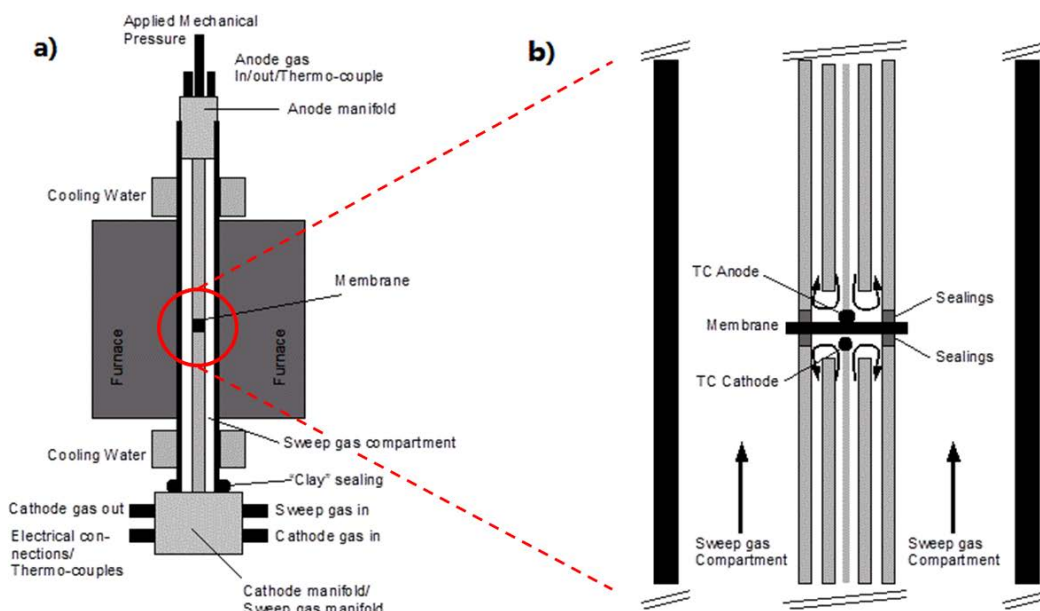 a)
Applied Mechanical
Pressure
Anode gas
In/out/Thermo-couple
Anode manifold
Cooling Water
Membrane
Furnace
Furnace
Sweep gas compartment
Cooling Water
"Clay" sealing
Cathode gas out
Sweep gas in
Electrical con-
nections/
Thermo-couples
Cathode gas in
Cathode manifold/
Sweep gas manifold
b)
TC Anode
Sealings
Membrane
Sealings
TC Cathode
Sweep gas
Compartment
Sweep gas
Compartment